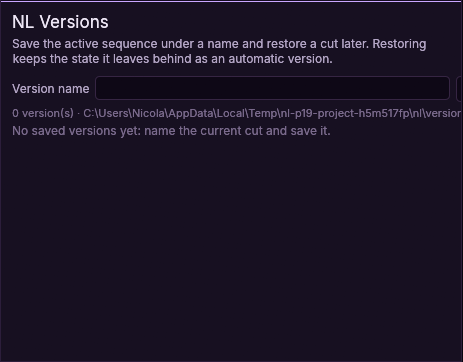 NL Versions
Save the active sequence under a name and restore a cut later. Restoring
keeps the state it leaves behind as an automatic version.
Version name
0 version(s) · C:\Users\Nicola\AppData\Local\Temp\nl-p19-project-h5m517fp\nl\version
No saved versions yet: name the current cut and save it.